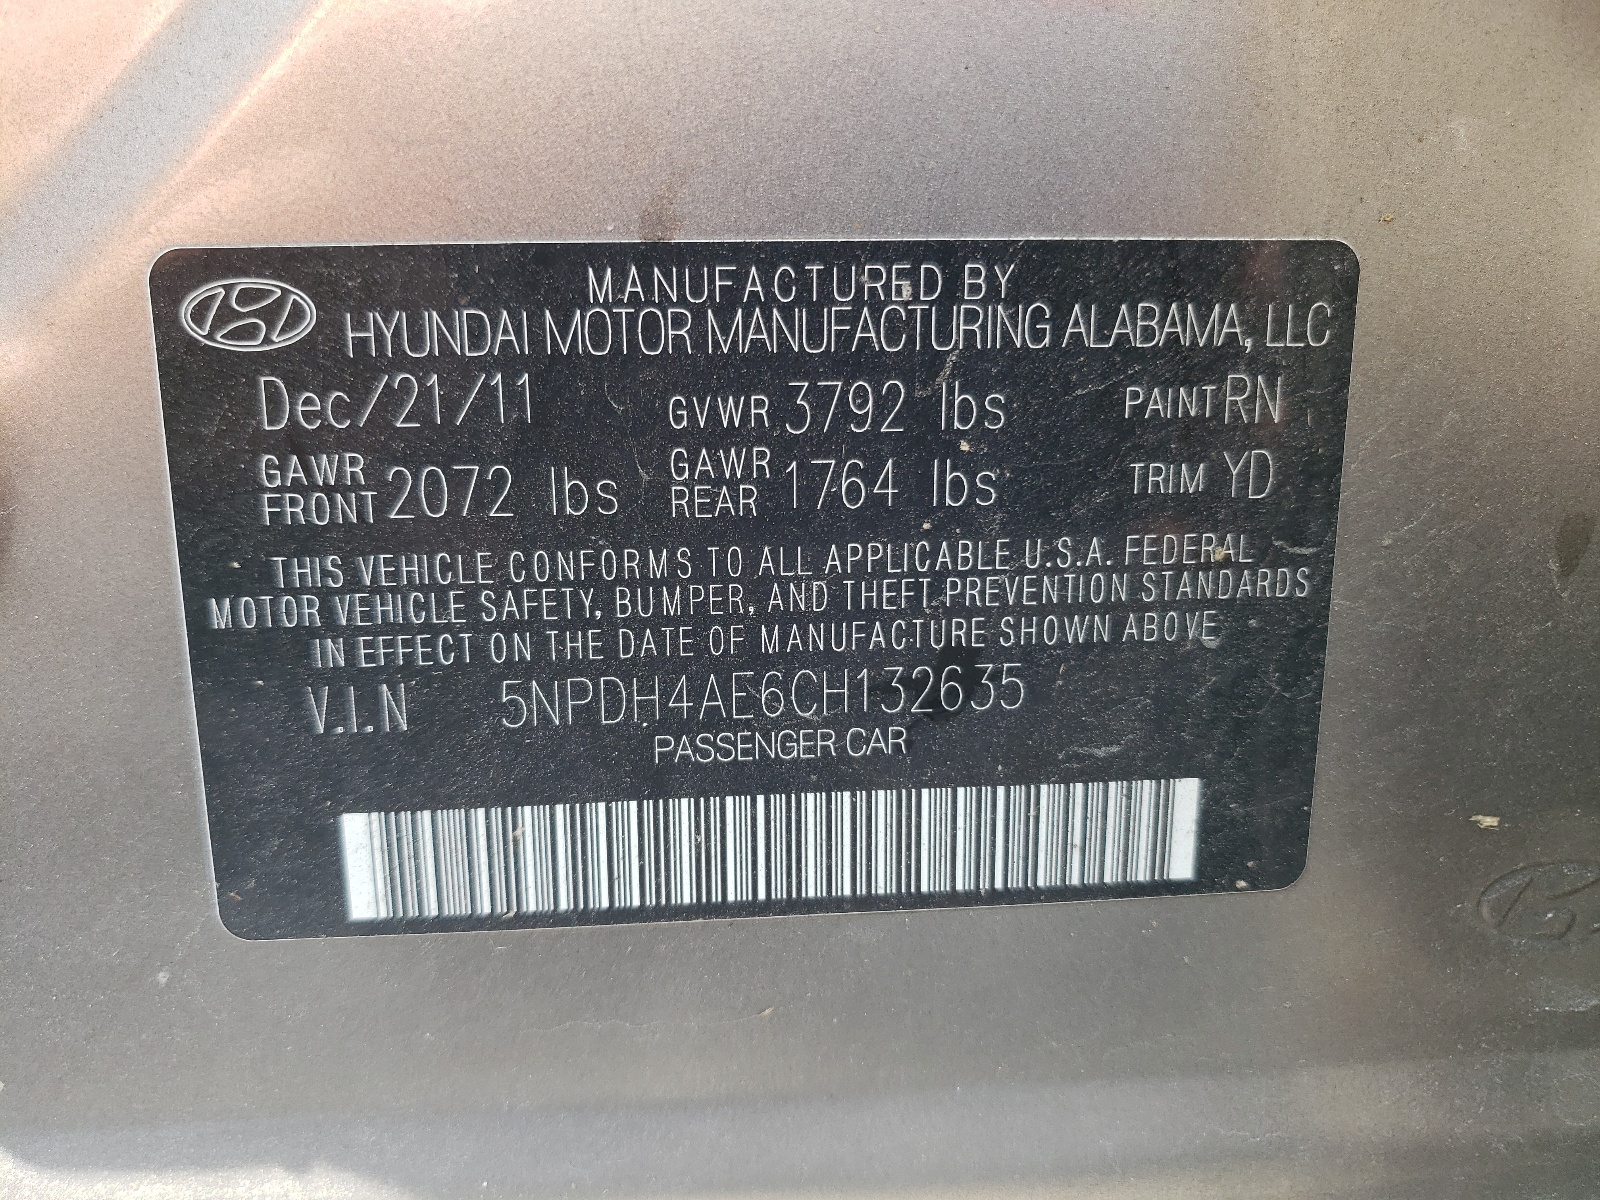 MANUFACTURED BY
HYUNDAI MOTOR MANUFACTURING ALABAMA, LLC
Dec/21/11 GVWR 3792 lbs PAINT RN
GAWR FRONT 2072 lbs GAWR REAR 1764 lbs TRIM YD
THIS VEHICLE CONFORMS TO ALL APPLICABLE U.S.A. FEDERAL
MOTOR VEHICLE SAFETY, BUMPER, AND THEFT PREVENTION STANDARDS
IN EFFECT ON THE DATE OF MANUFACTURE SHOWN ABOVE
V.I.N 5NPDH4AE6CH132635
PASSENGER CAR